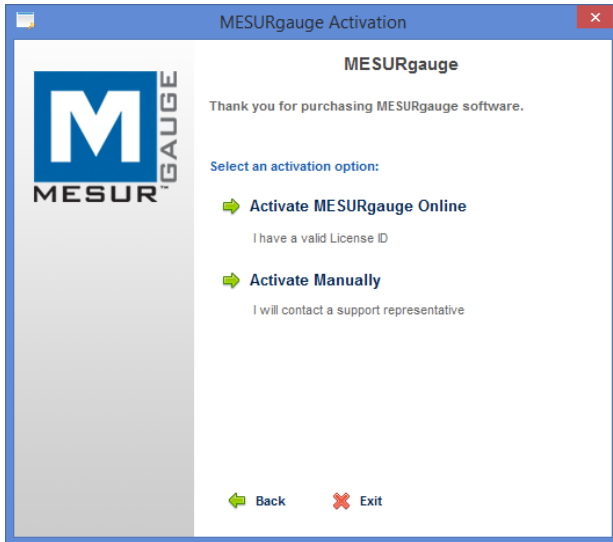 MESURgauge Activation
M
GAUGE
MESUR™
MESURgauge
Thank you for purchasing MESURgauge software.
Select an activation option:
Activate MESURgauge Online
I have a valid License ID
Activate Manually
I will contact a support representative
Back
Exit